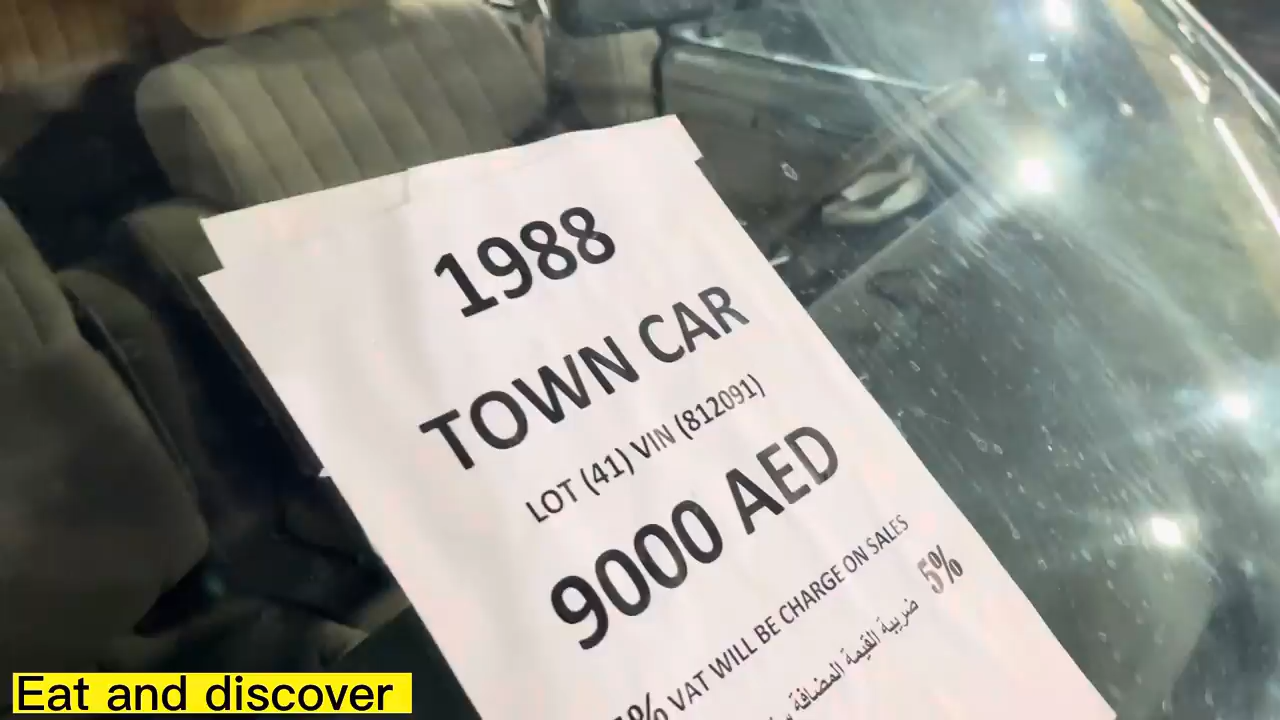 1988
TOWN CAR
LOT (41) VIN (812091)
9000 AED
% VAT WILL BE CHARGE ON SALES
5% ضريبة القيمة المضافة
Eat and discover